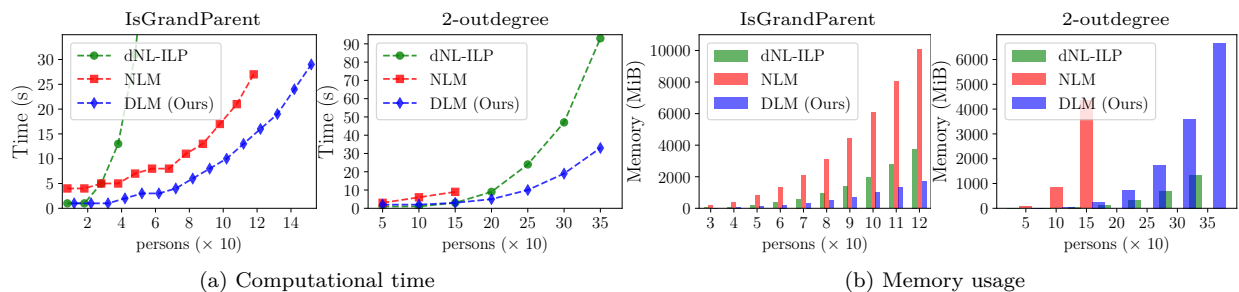 IsGrandParent
Time (s)
30
25
20
15
10
5
0
dNL-ILP
NLM
DLM (Ours)
2 4 6 8 10 12 14
persons (× 10)
2-outdegree
Time (s)
90
80
70
60
50
40
30
20
10
0
dNL-ILP
NLM
DLM (Ours)
5 10 15 20 25 30 35
persons (× 10)
(a) Computational time
IsGrandParent
Memory (MiB)
10000
8000
6000
4000
2000
0
dNL-ILP
NLM
DLM (Ours)
3 4 5 6 7 8 9 10 11 12
persons (× 10)
2-outdegree
Memory (MiB)
6000
5000
4000
3000
2000
1000
0
dNL-ILP
NLM
DLM (Ours)
5 10 15 20 25 30 35
persons (× 10)
(b) Memory usage